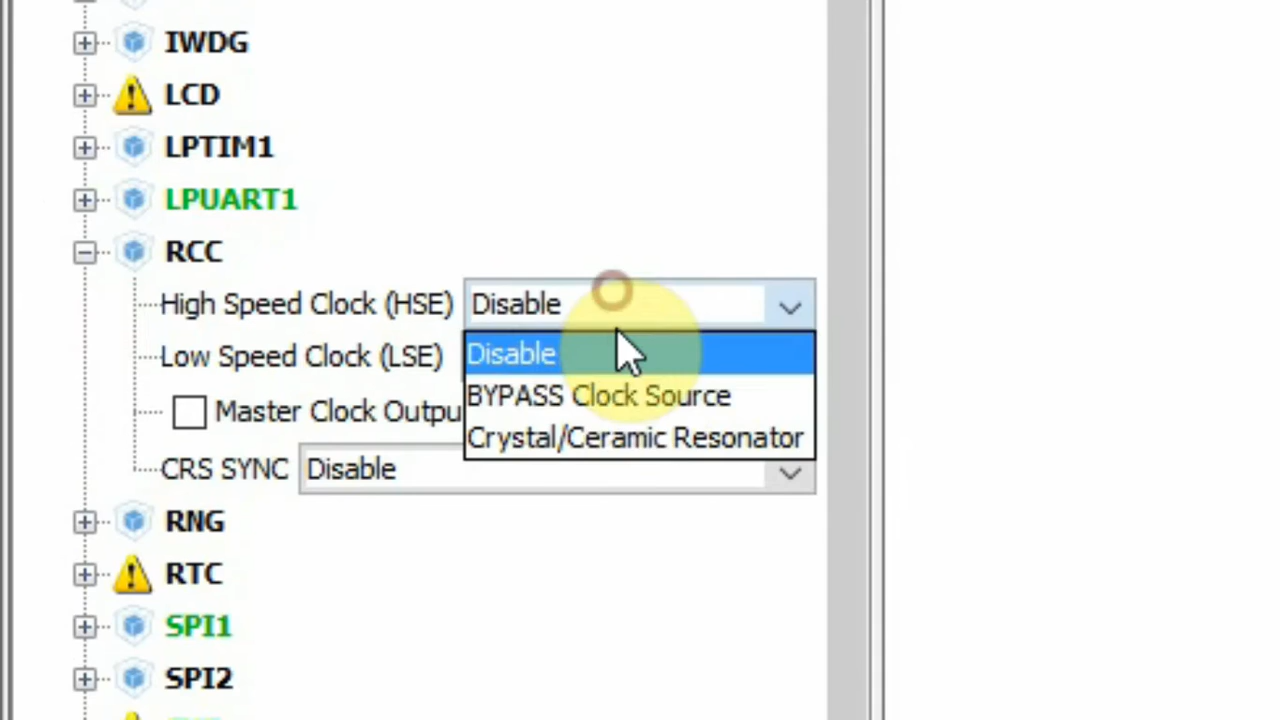 IWDG
LCD
LPTIM1
LPUART1
RCC
High Speed Clock (HSE) Disable
Disable
Low Speed Clock (LSE)
BYPASS Clock Source
Master Clock Outpu
Crystal/Ceramic Resonator
CRS SYNC Disable
RNG
RTC
SPI1
SPI2